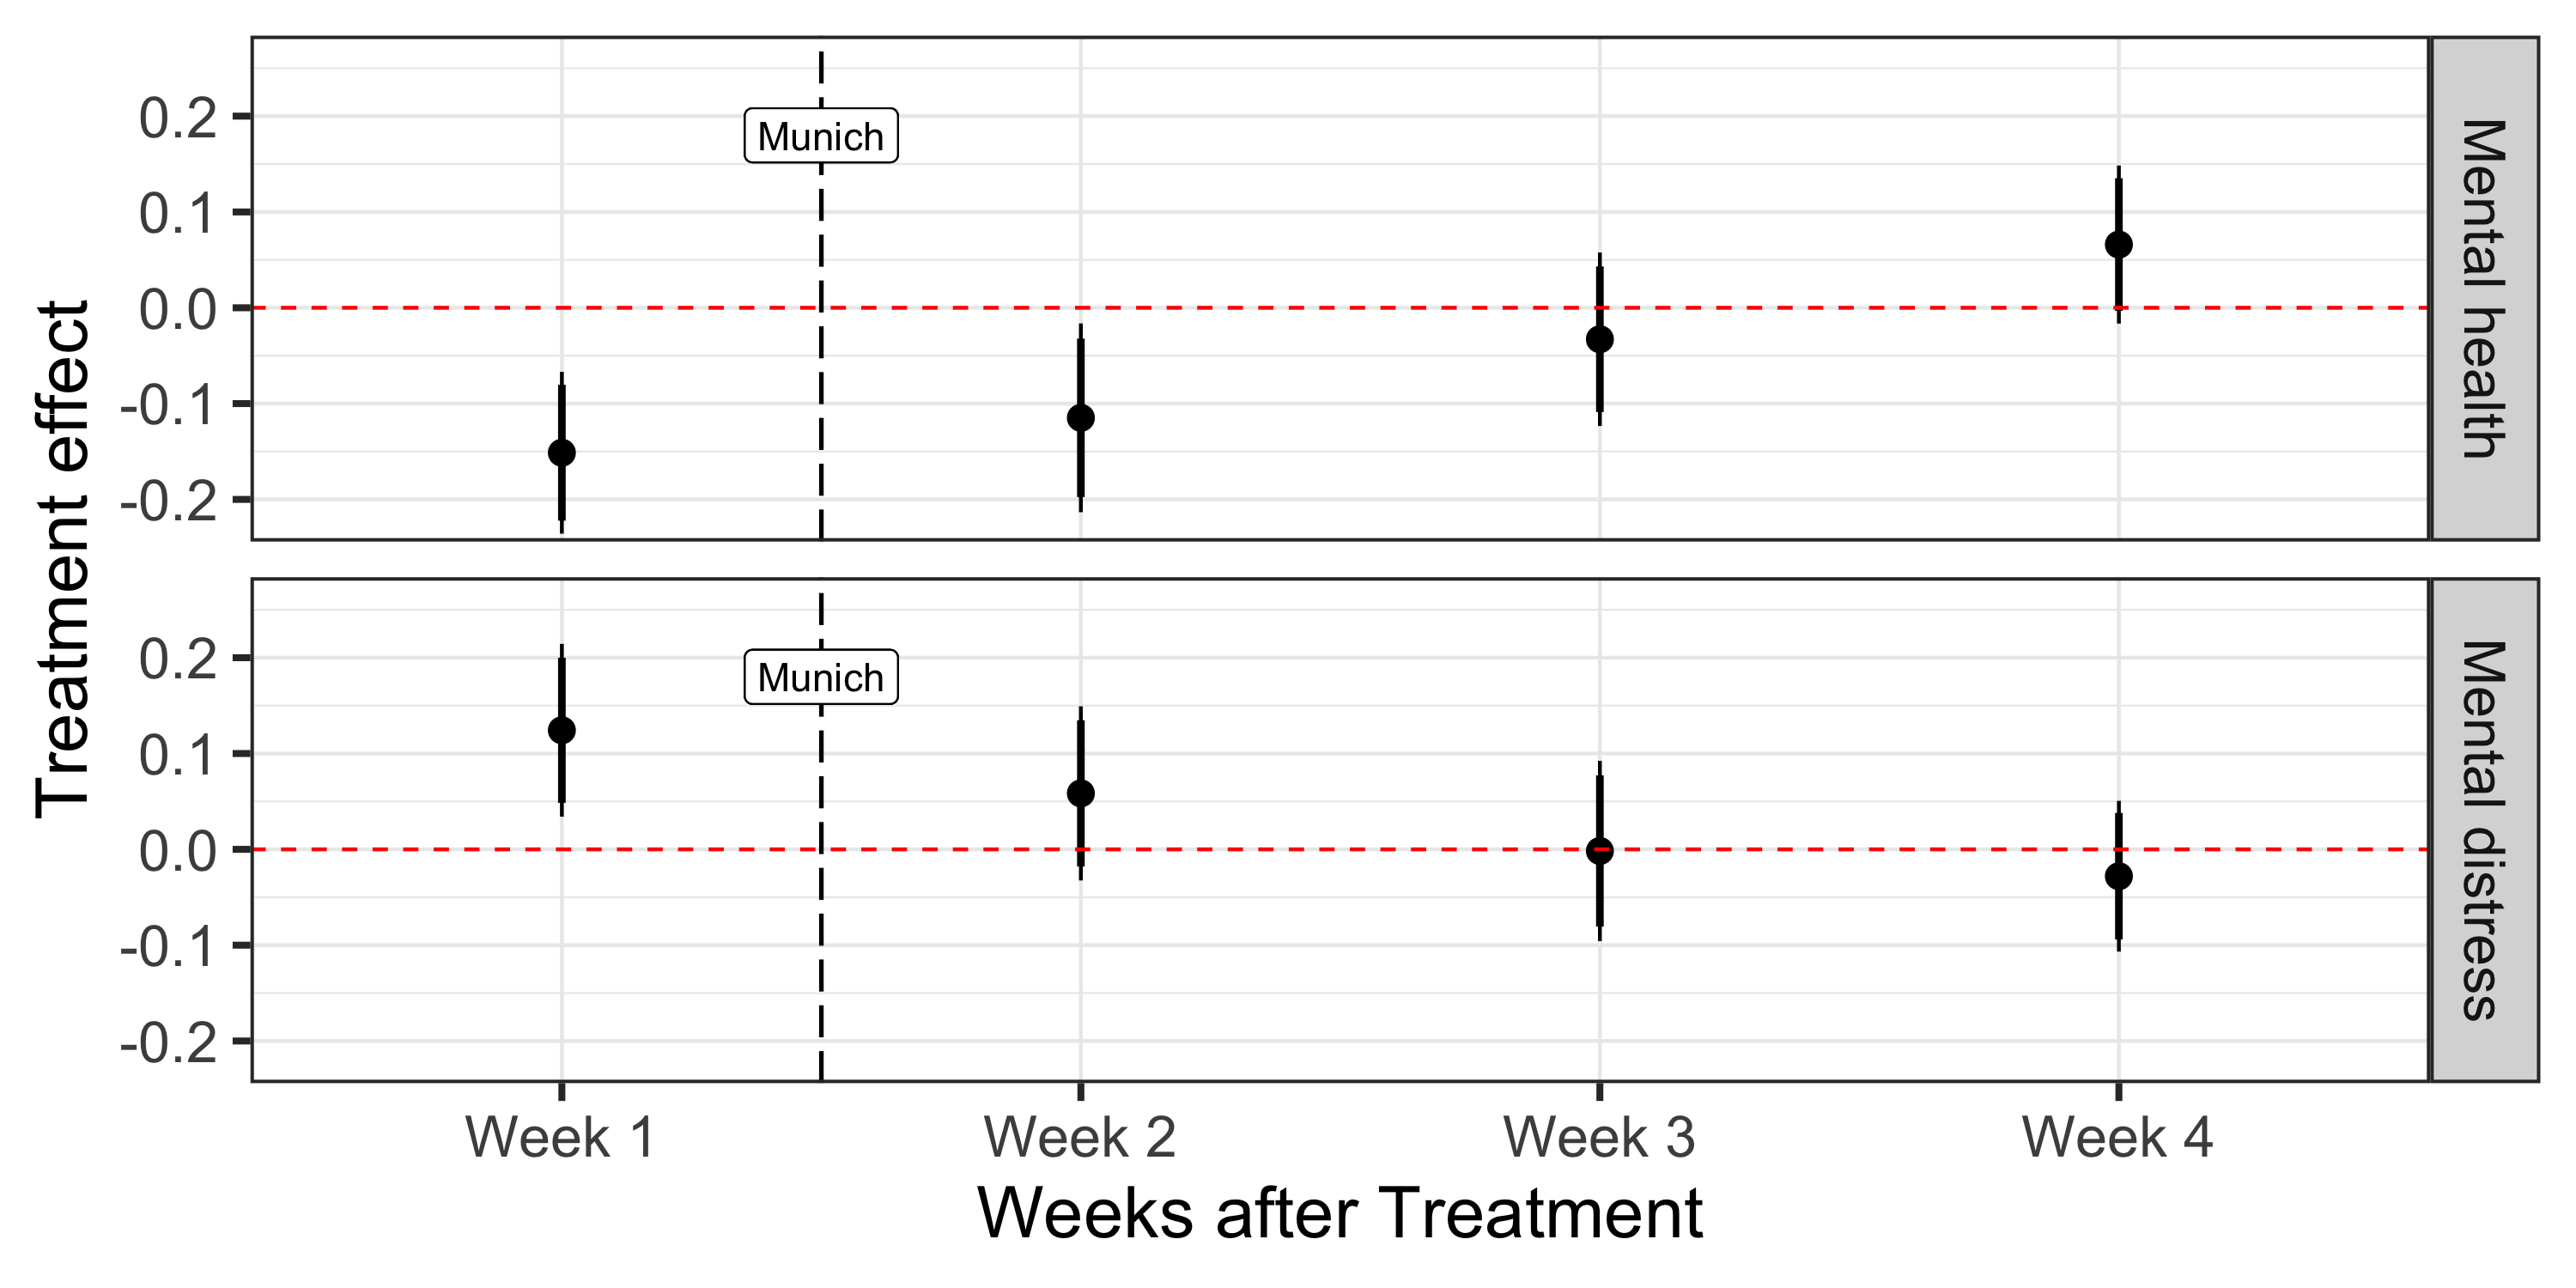 Treatment effect
0.2
0.1
0.0
-0.1
-0.2
Munich
Mental health
0.2
0.1
0.0
-0.1
-0.2
Munich
Mental distress
Week 1 Week 2 Week 3 Week 4
Weeks after Treatment